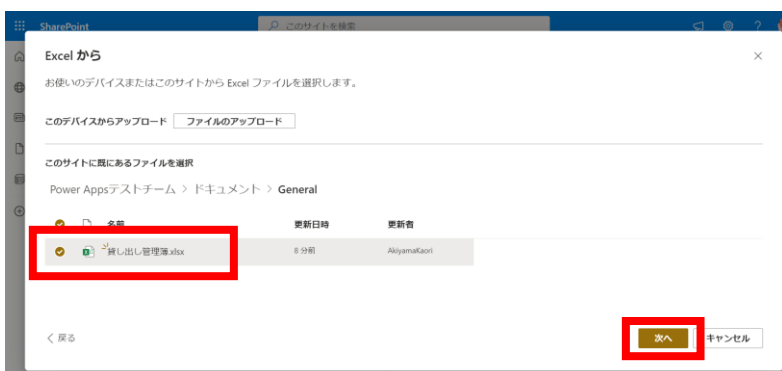 SharePoint
このサイトを検索
?
Excel から
お使いのデバイスまたはこのサイトから Excel ファイルを選択します。
このデバイスからアップロード ファイルのアップロード
このサイトに既にあるファイルを選択
Power Appsテストチーム > ドキュメント > General
名前 更新日時 更新者
貸し出し管理簿.xlsx 8 分前 AkiyamaKaori
< 戻る 次へ キャンセル